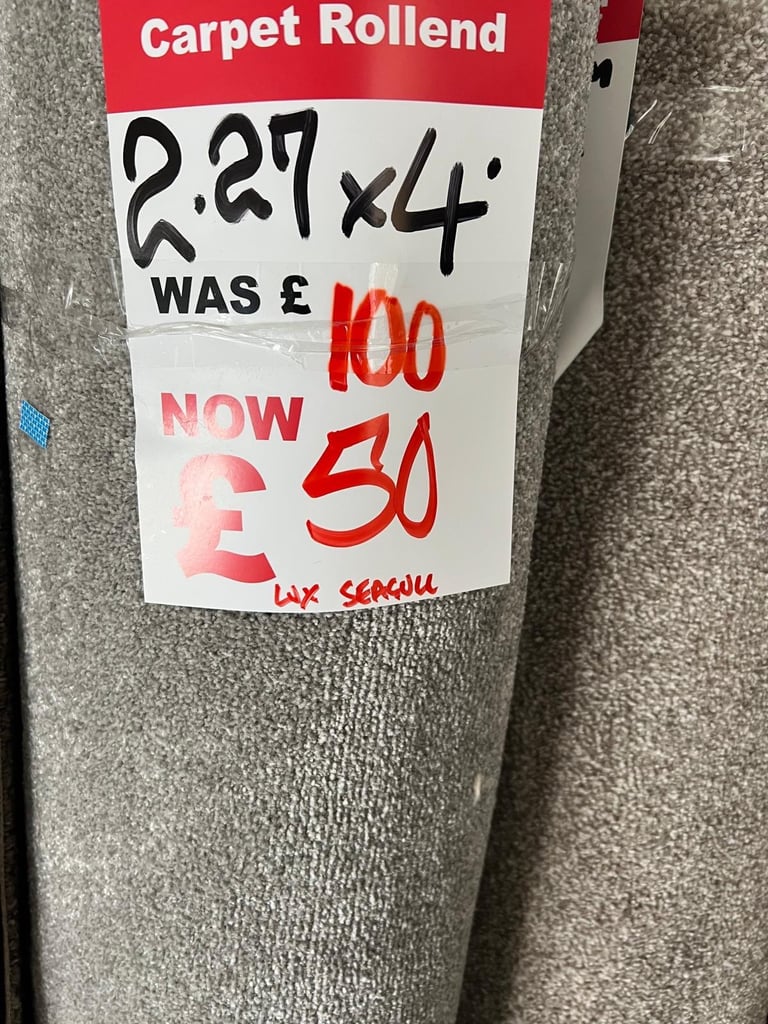 Carpet Rollend
2.27 x 4.
WAS £ 100
NOW
£ 50
LUX SEAGULL